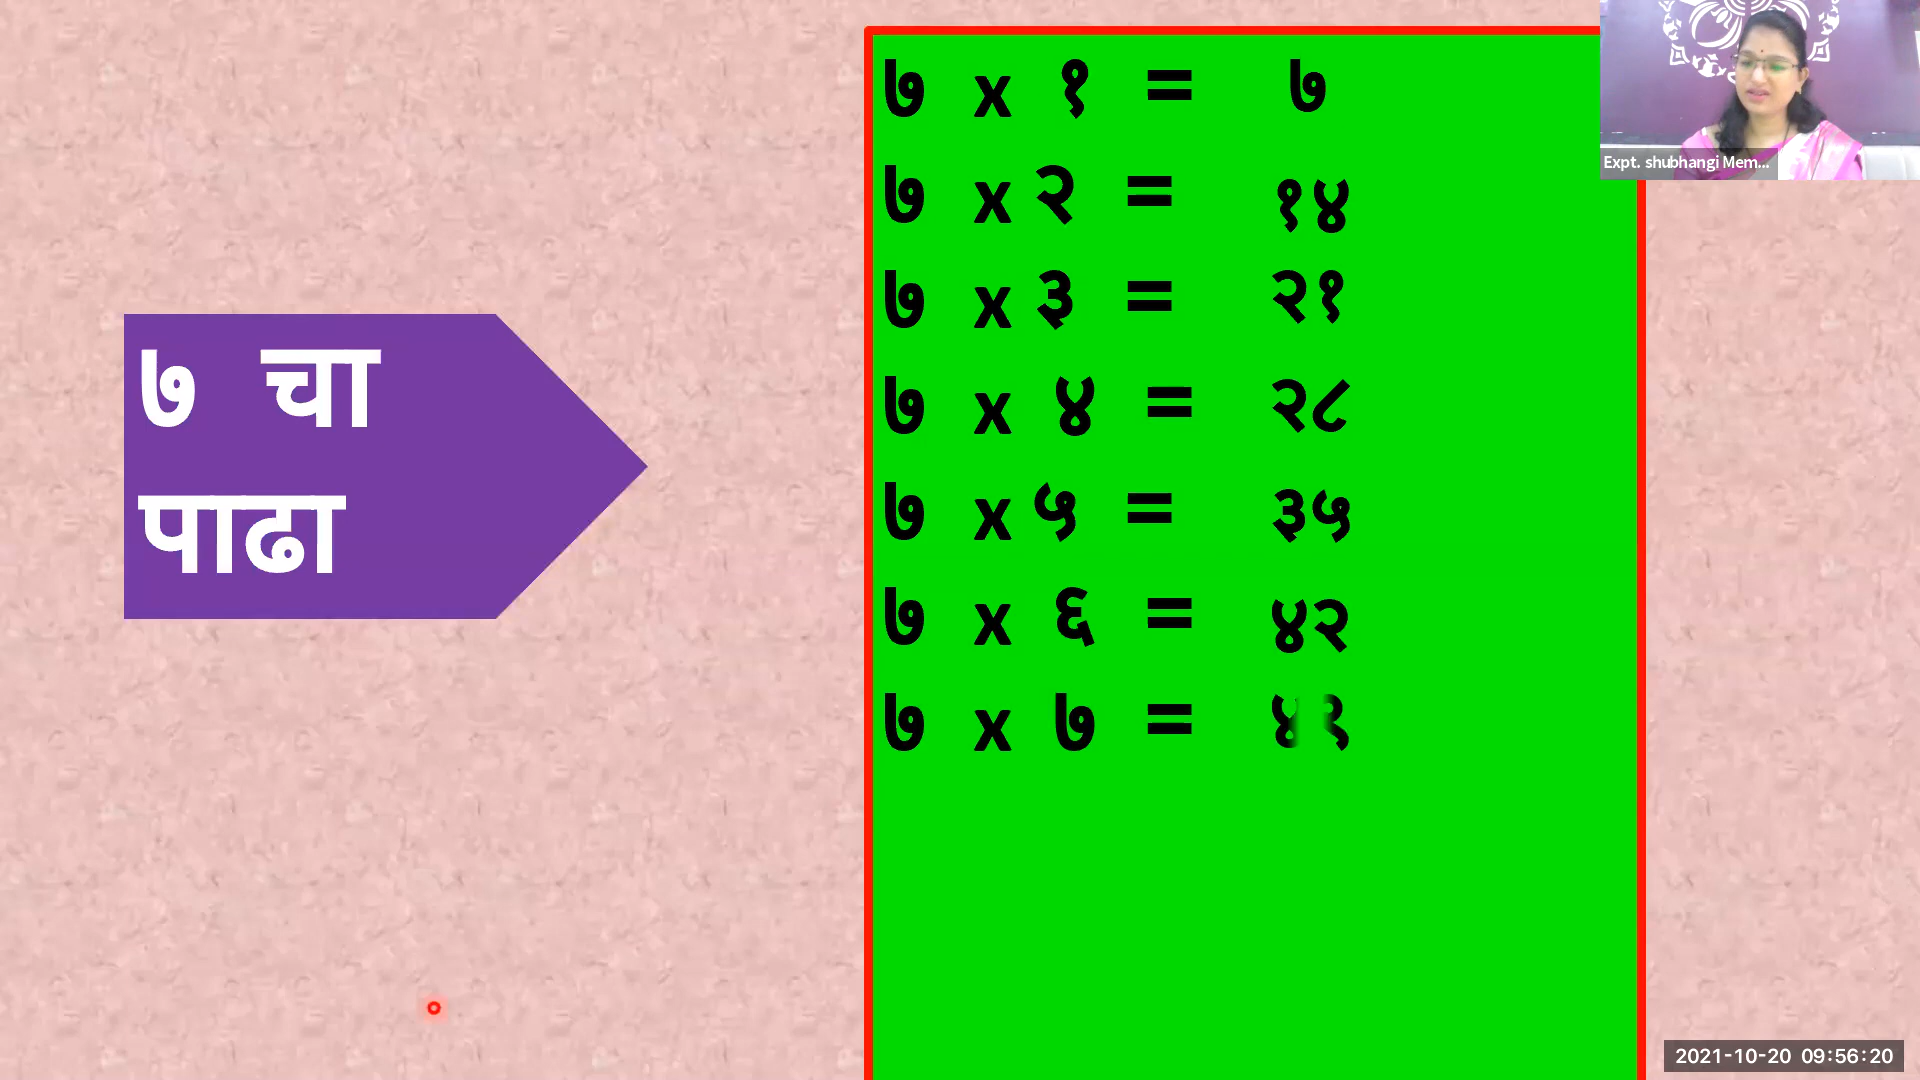 ७ चा
पाढा
७ x १ = ७
७ x २ = १४
७ x ३ = २१
७ x ४ = २८
७ x ५ = ३५
७ x ६ = ४२
७ x ७ =
Expt. shubhangi Mem...
2021-10-20 09:56:20